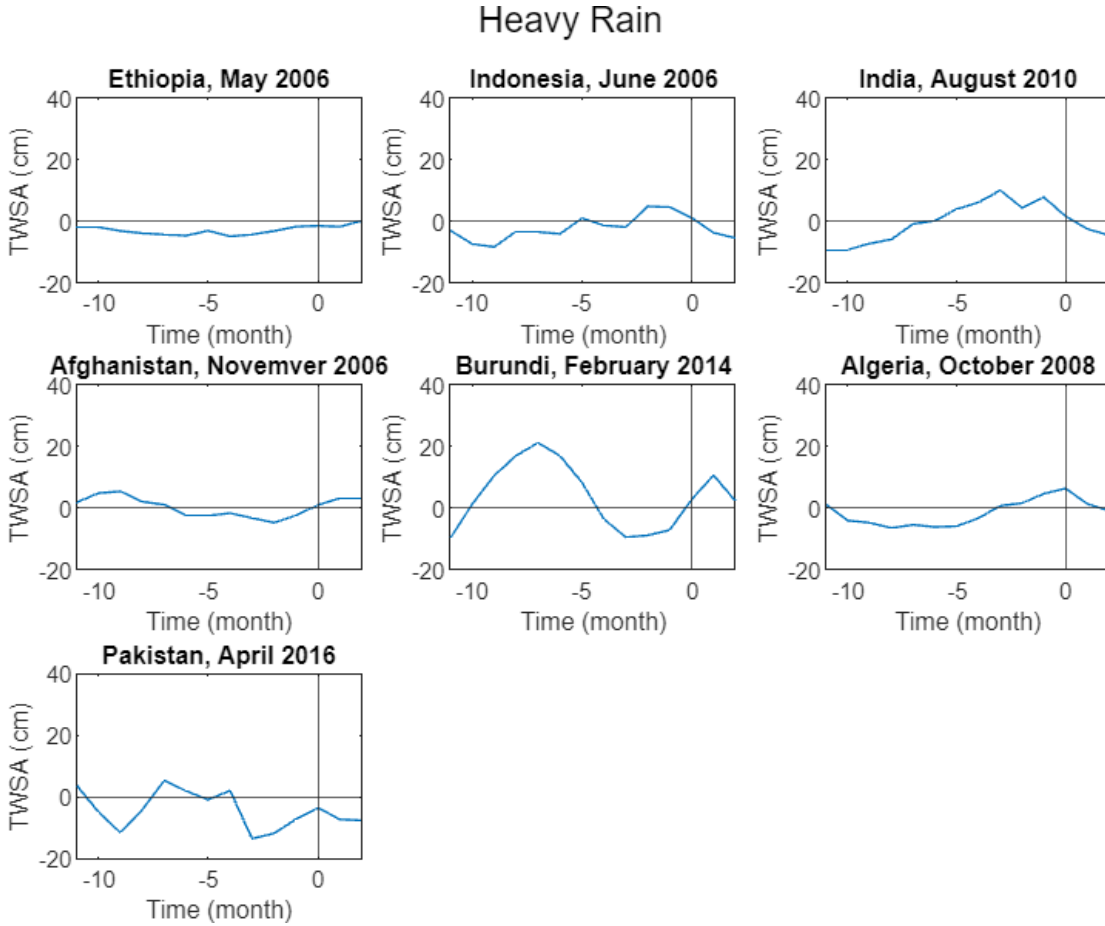 Heavy Rain
Ethiopia, May 2006
40
20
0
-20
TWSA (cm)
-10 -5 0
Time (month)
Indonesia, June 2006
40
20
0
-20
TWSA (cm)
-10 -5 0
Time (month)
India, August 2010
40
20
0
-20
TWSA (cm)
-10 -5 0
Time (month)
Afghanistan, Novemver 2006
40
20
0
-20
TWSA (cm)
-10 -5 0
Time (month)
Burundi, February 2014
40
20
0
-20
TWSA (cm)
-10 -5 0
Time (month)
Algeria, October 2008
40
20
0
-20
TWSA (cm)
-10 -5 0
Time (month)
Pakistan, April 2016
40
20
0
-20
TWSA (cm)
-10 -5 0
Time (month)